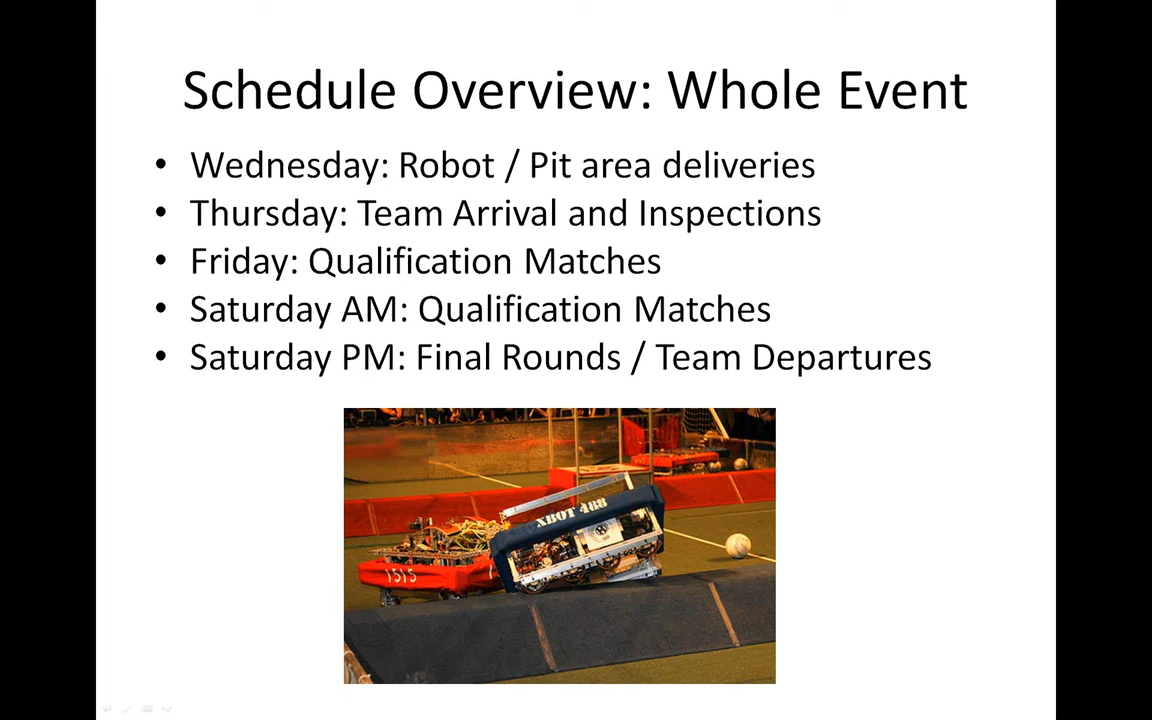 Schedule Overview: Whole Event
• Wednesday: Robot / Pit area deliveries
• Thursday: Team Arrival and Inspections
• Friday: Qualification Matches
• Saturday AM: Qualification Matches
• Saturday PM: Final Rounds / Team Departures
XBOT 488
1515